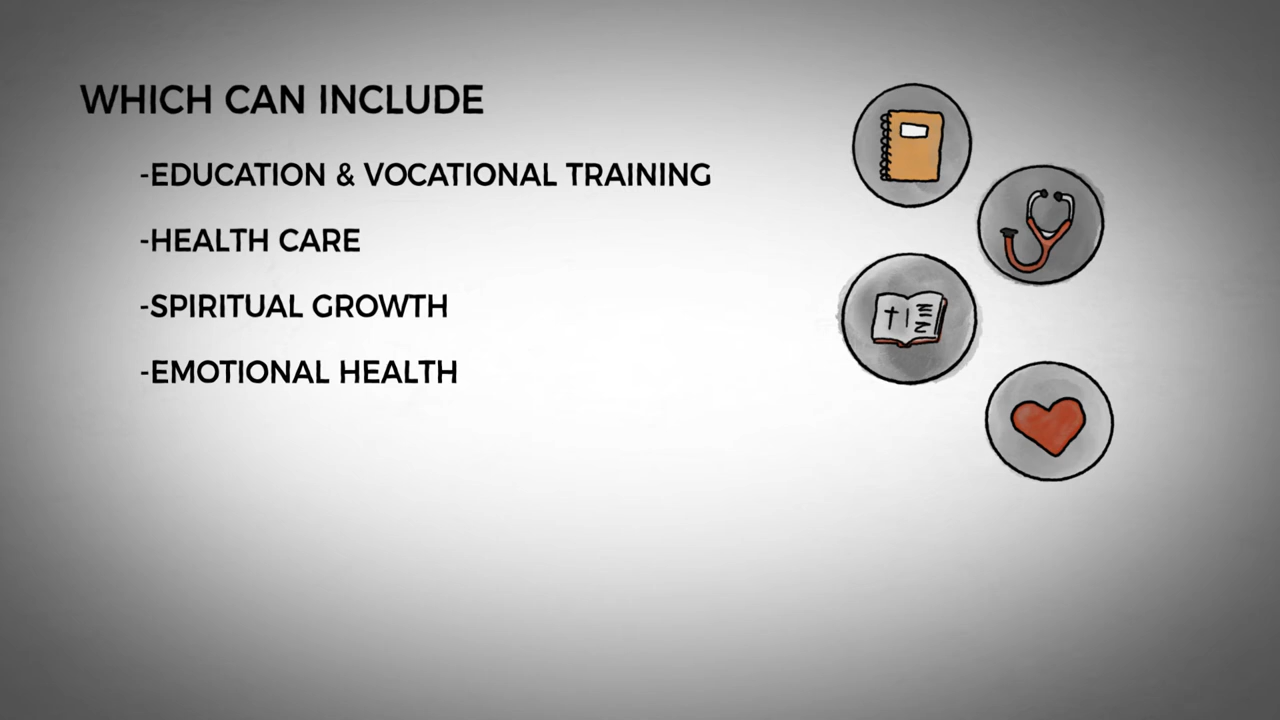 WHICH CAN INCLUDE
-EDUCATION & VOCATIONAL TRAINING
-HEALTH CARE
-SPIRITUAL GROWTH
-EMOTIONAL HEALTH